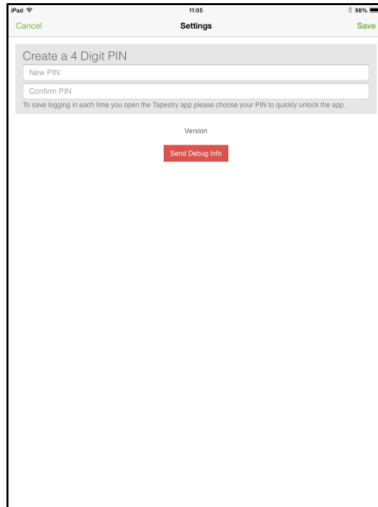 iPad 11:05 98%
Cancel Settings Save
Create a 4 Digit PIN
New PIN
Confirm PIN
To save logging in each time you open the Tapestry app please choose your PIN to quickly unlock the app.
Version
Send Debug Info